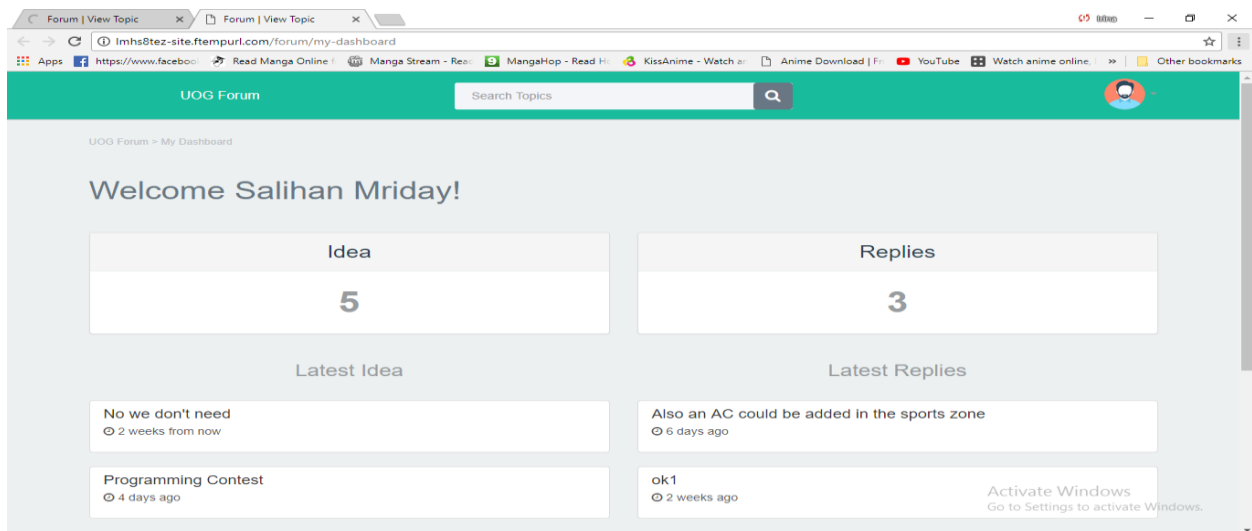 Forum | View Topic
Forum | View Topic
lmhs8tez-site.ftempurl.com/forum/my-dashboard
Apps https://www.faceboo Read Manga Online Manga Stream - Rea MangaHop - Read H KissAnime - Watch a Anime Download | F YouTube Watch anime online, » Other bookmarks
UOG Forum
Search Topics
UOG Forum > My Dashboard
Welcome Salihan Mriday!
Idea
Replies
5
3
Latest Idea
Latest Replies
No we don't need
2 weeks from now
Also an AC could be added in the sports zone
6 days ago
Programming Contest
4 days ago
ok1
2 weeks ago
Activate Windows
Go to Settings to activate Windows.